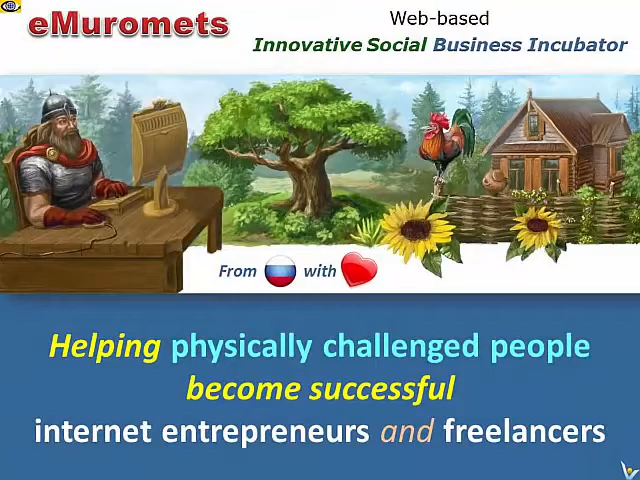 eMuromets
Web-based
Innovative Social Business Incubator
From with
Helping physically challenged people
become successful
internet entrepreneurs and freelancers